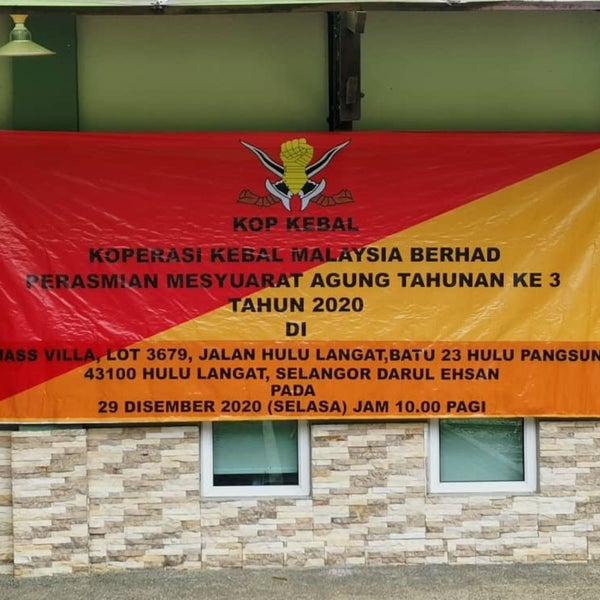 KOP KEBAL
KOPERASI KEBAL MALAYSIA BERHAD
PERASMIAN MESYUARAT AGUNG TAHUNAN KE 3
TAHUN 2020
DI
VILLA, LOT 3679, JALAN HULU LANGAT,BATU 23 HULU PANGSUN
43100 HULU LANGAT, SELANGOR DARUL EHSAN
PADA
29 DISEMBER 2020 (SELASA) JAM 10.00 PAGI